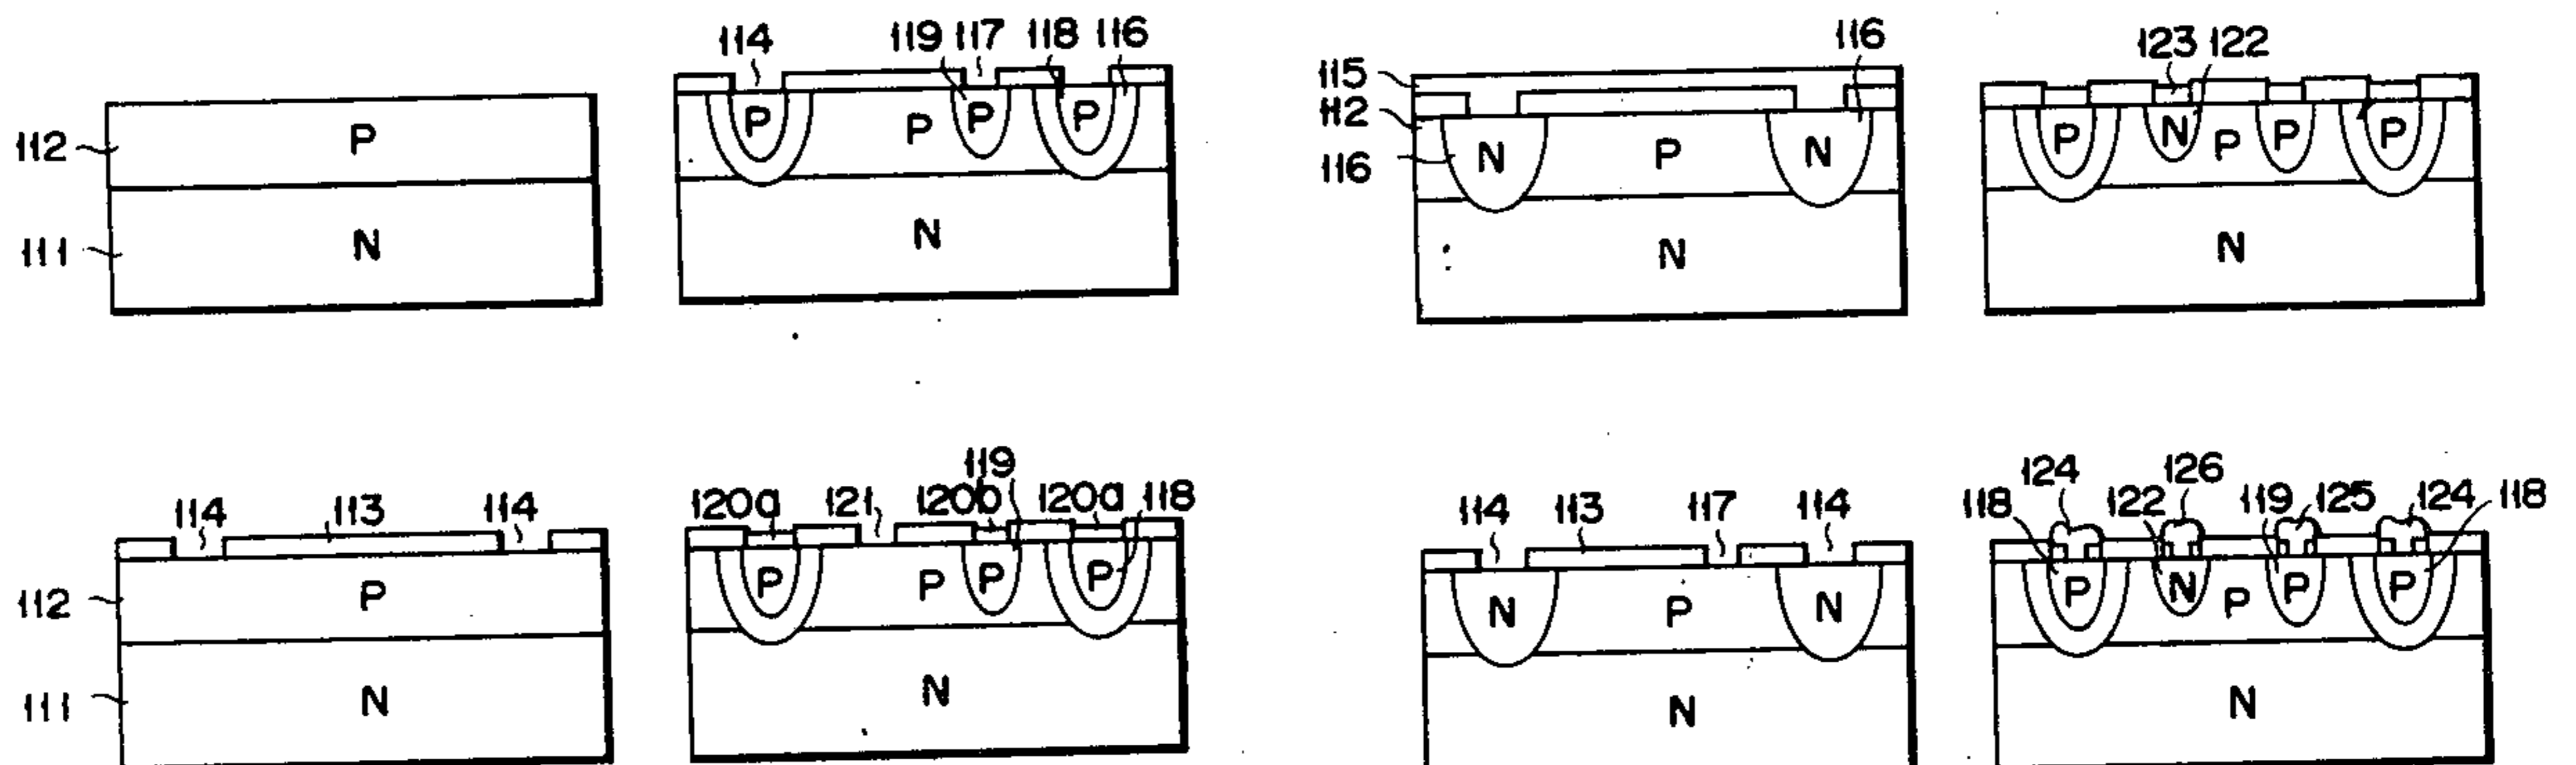 114 119 117 118 116
112 P P P P P
111 N N
115 116
112
116 N P N
N
123 122
P N P P P
N
114 113 114
112 P
111 N
119
120a 121 120b 120a 118
P P P P
N
114 113 117 114
N P N
N
124 126
118 122 119 125 124 118
P N P P P
N